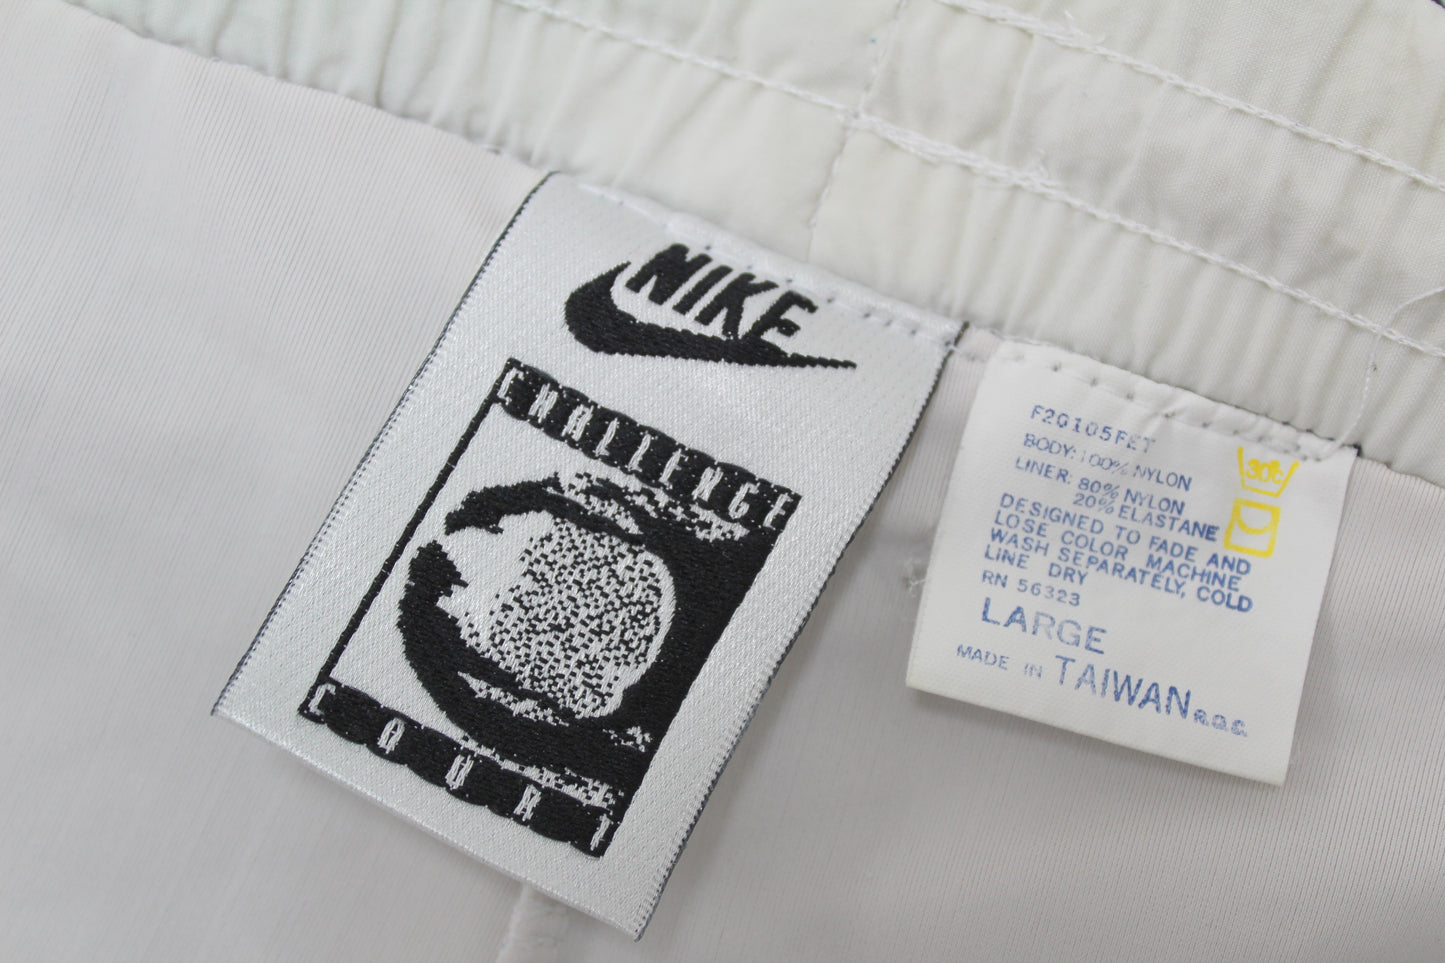 NIKE
CHALLENGE
COURT
F20105FET
BODY: 100% NYLON
LINER: 80% NYLON
20% ELASTANE
DESIGNED TO FADE AND
LOSE COLOR MACHINE
WASH SEPARATELY, COLD
LINE DRY
RN 56323
LARGE
MADE IN TAIWAN R.O.C.
30℃